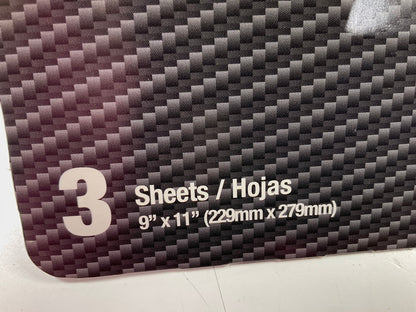 3 Sheets / Hojas
9” x 11” (229mm x 279mm)